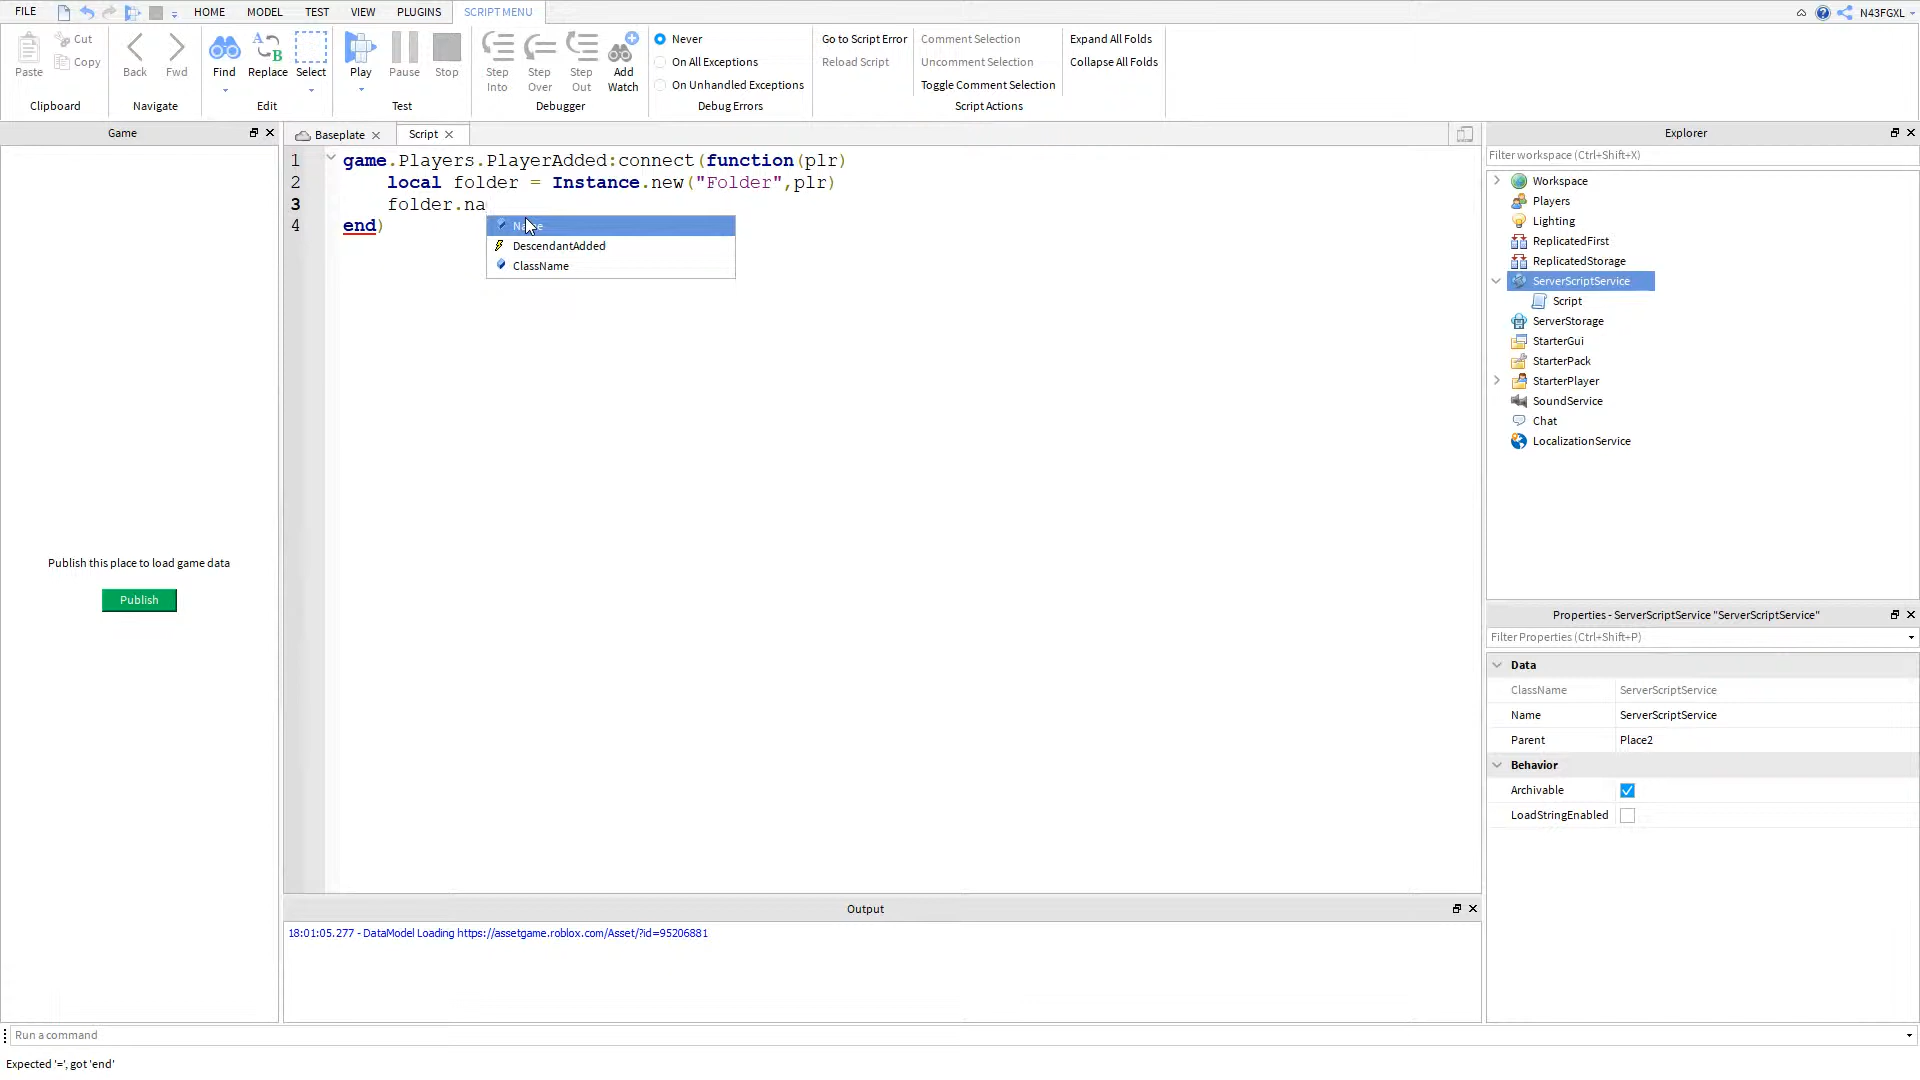 FILE HOME MODEL TEST VIEW PLUGINS SCRIPT MENU N43FGXL
Paste Cut Copy Clipboard
Back Fwd Navigate
Find Replace Select Edit
Play Pause Stop Test
Step Into Step Over Step Out Add Watch Debugger
Never
On All Exceptions
On Unhandled Exceptions
Debug Errors
Go to Script Error
Reload Script
Comment Selection
Uncomment Selection
Toggle Comment Selection
Script Actions
Expand All Folds
Collapse All Folds
Game
Publish this place to load game data
Publish
Baseplate Script
1 game.Players.PlayerAdded:connect(function(plr)
2 local folder = Instance.new("Folder",plr)
3 folder.na
4 end)
DescendantAdded
ClassName
Output
18:01:05.277 - DataModel Loading https://assetgame.roblox.com/Asset/?id=95206881
Explorer
Filter workspace (Ctrl+Shift+X)
Workspace
Players
Lighting
ReplicatedFirst
ReplicatedStorage
ServerScriptService
Script
ServerStorage
StarterGui
StarterPack
StarterPlayer
SoundService
Chat
LocalizationService
Properties - ServerScriptService "ServerScriptService"
Filter Properties (Ctrl+Shift+P)
Data
ClassName ServerScriptService
Name ServerScriptService
Parent Place2
Behavior
Archivable
LoadStringEnabled
Run a command
Expected '=', got 'end'